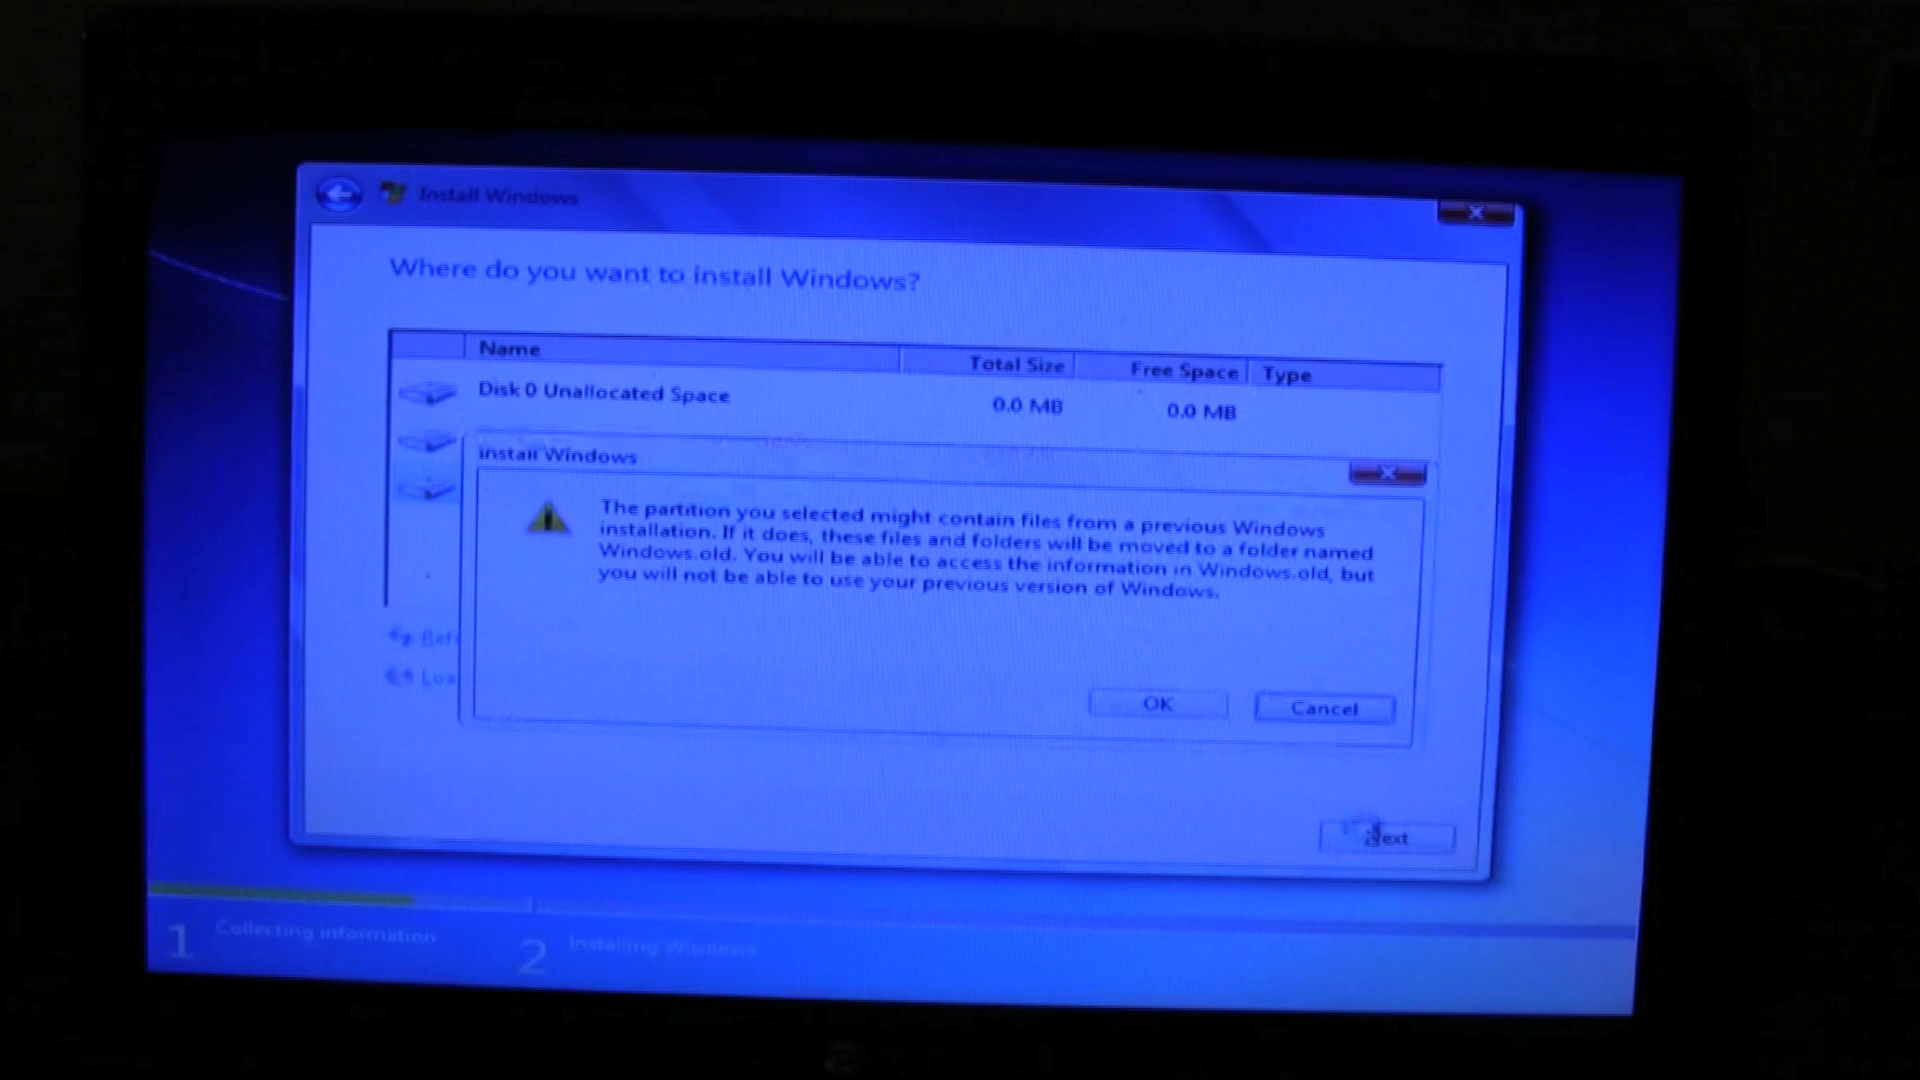 Install Windows
Where do you want to install Windows?
Name Total Size Free Space Type
Disk 0 Unallocated Space 0.0 MB 0.0 MB
Install Windows
The partition you selected might contain files from a previous Windows
installation. If it does, these files and folders will be moved to a folder named
Windows.old. You will be able to access the information in Windows.old, but
you will not be able to use your previous version of Windows.
OK Cancel
Next
1 Collecting information 2 Installing Windows